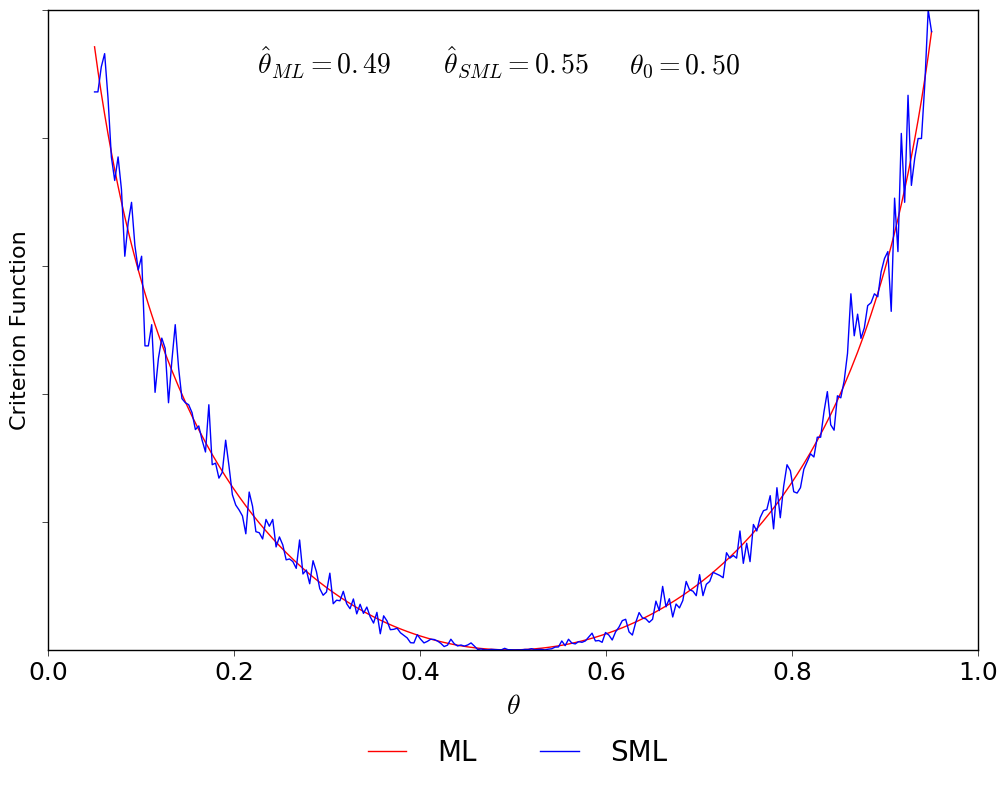 θ̂_ML = 0.49 θ̂_SML = 0.55 θ₀ = 0.50
Criterion Function
0.0 0.2 0.4 0.6 0.8 1.0
θ
ML SML